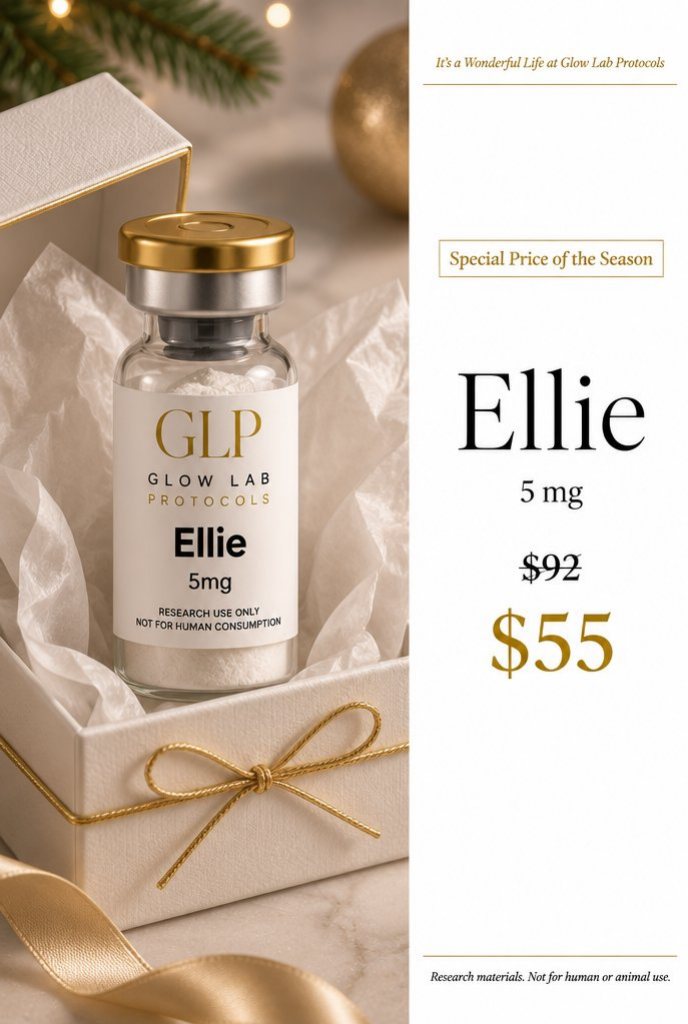 GLP
GLOW LAB
PROTOCOLS
Ellie
5mg
RESEARCH USE ONLY
NOT FOR HUMAN CONSUMPTION
It's a Wonderful Life at Glow Lab Protocols
Special Price of the Season
Ellie
5 mg
$92
$55
Research materials. Not for human or animal use.